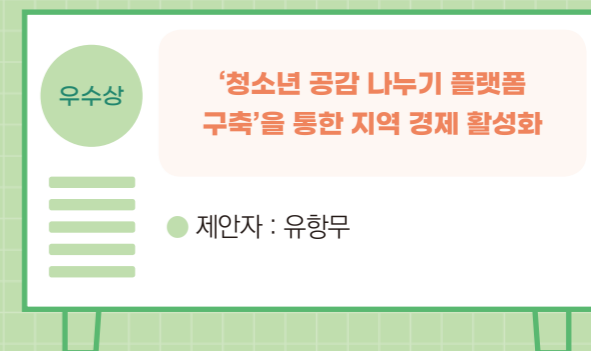 우수상
‘청소년 공감 나누기 플랫폼
구축’을 통한 지역 경제 활성화
제안자 : 유항무